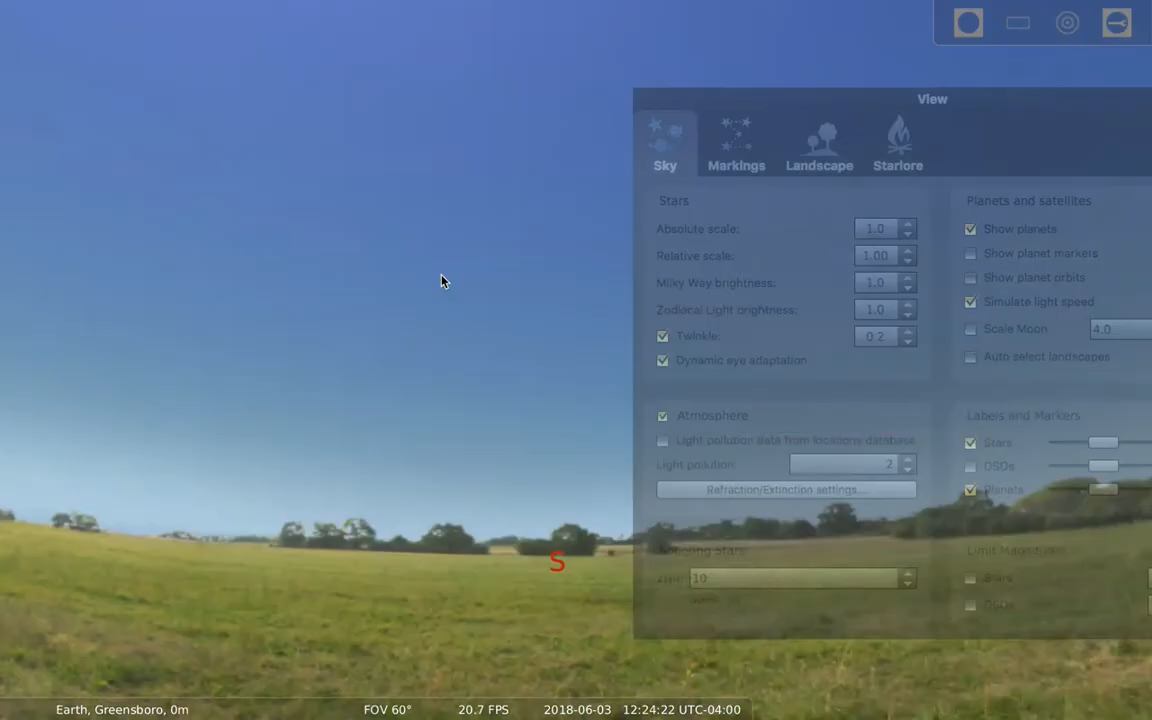 View
Sky Markings Landscape Starlore
Stars
Absolute scale: 1.0
Relative scale: 1.00
Milky Way brightness: 1.0
Zodiacal Light brightness: 1.0
Twinkle: 0.2
Dynamic eye adaptation
Atmosphere
Light pollution data from locations database
Light pollution: 2
Refraction/Extinction settings...
Shooting Stars
10
Planets and satellites
Show planets
Show planet markers
Show planet orbits
Simulate light speed
Scale Moon 4.0
Auto select landscapes
Labels and Markers
Stars
DSOs
Planets
Limit Magnitudes
Stars
DSOs
S
Earth, Greensboro, 0m FOV 60° 20.7 FPS 2018-06-03 12:24:22 UTC-04:00